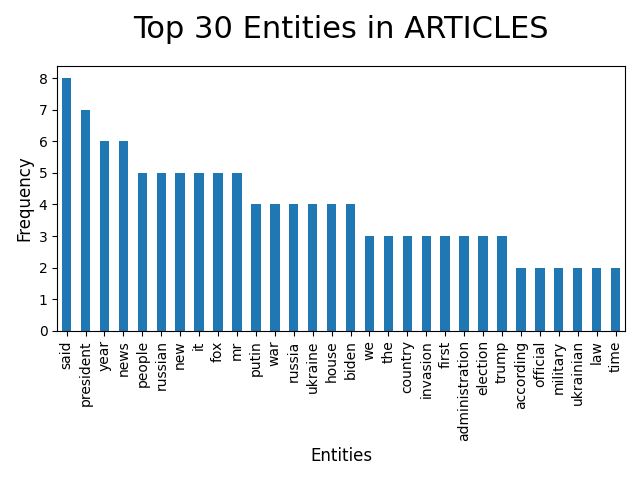 Top 30 Entities in ARTICLES
Frequency
8
7
6
5
4
3
2
1
0
said
president
year
news
people
russian
new
it
fox
mr
putin
war
russia
ukraine
house
biden
we
the
country
invasion
first
administration
election
trump
according
official
military
ukrainian
law
time
Entities